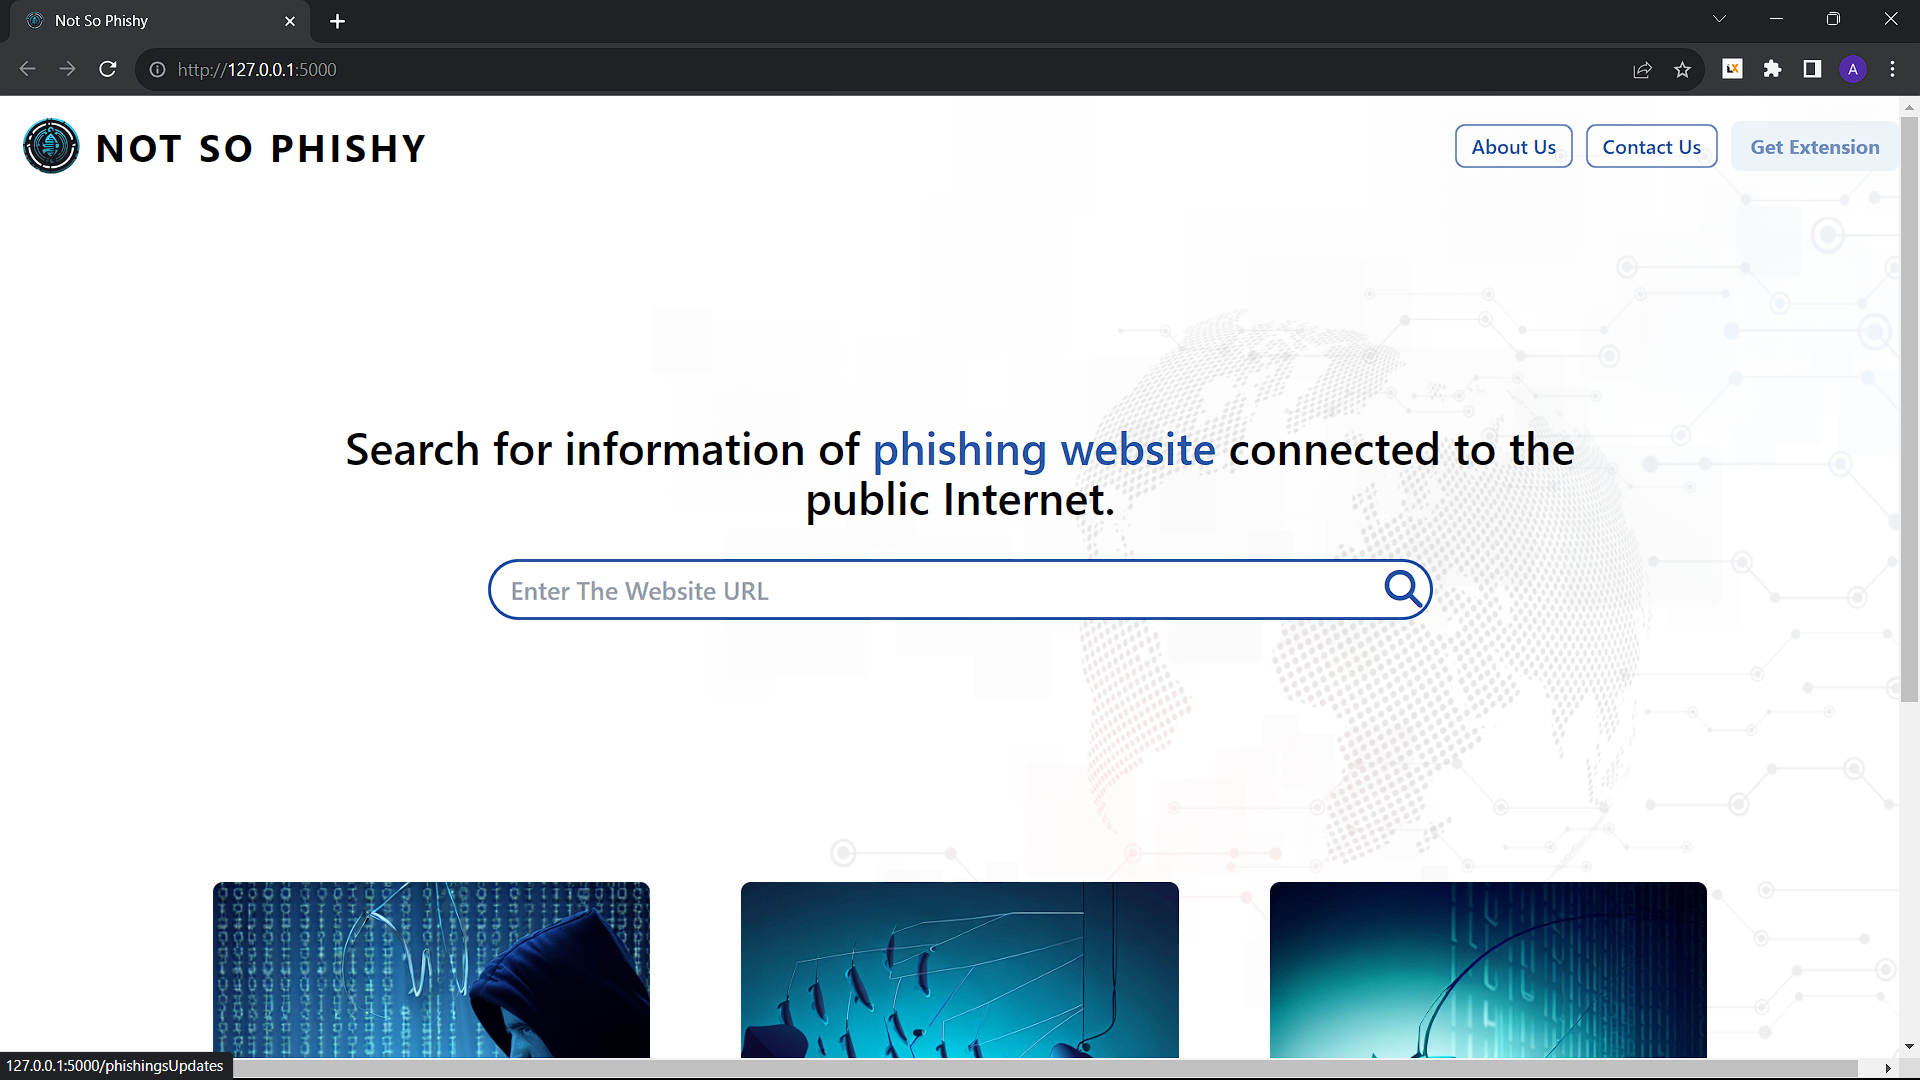 Not So Phishy
http://127.0.0.1:5000
A
NOT SO PHISHY
About Us
Contact Us
Get Extension
Search for information of phishing website connected to the
public Internet.
Enter The Website URL
127.0.0.1:5000/phishingsUpdates